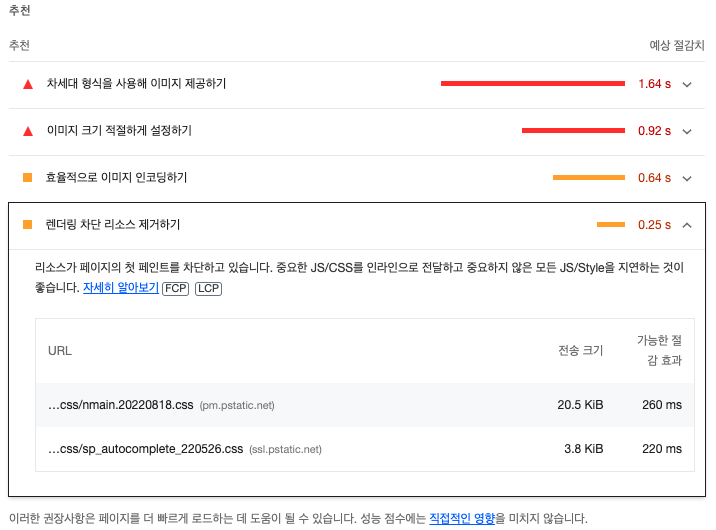 추천
추천 예상 절감치
차세대 형식을 사용해 이미지 제공하기 1.64 s
이미지 크기 적절하게 설정하기 0.92 s
효율적으로 이미지 인코딩하기 0.64 s
렌더링 차단 리소스 제거하기 0.25 s
리소스가 페이지의 첫 페인트를 차단하고 있습니다. 중요한 JS/CSS를 인라인으로 전달하고 중요하지 않은 모든 JS/Style을 지연하는 것이
좋습니다. 자세히 알아보기 FCP LCP
URL 전송 크기 가능한 절
감 효과
...css/nmain.20220818.css (pm.pstatic.net) 20.5 KiB 260 ms
...css/sp_autocomplete_220526.css (ssl.pstatic.net) 3.8 KiB 220 ms
이러한 권장사항은 페이지를 더 빠르게 로드하는 데 도움이 될 수 있습니다. 성능 점수에는 직접적인 영향을 미치지 않습니다.